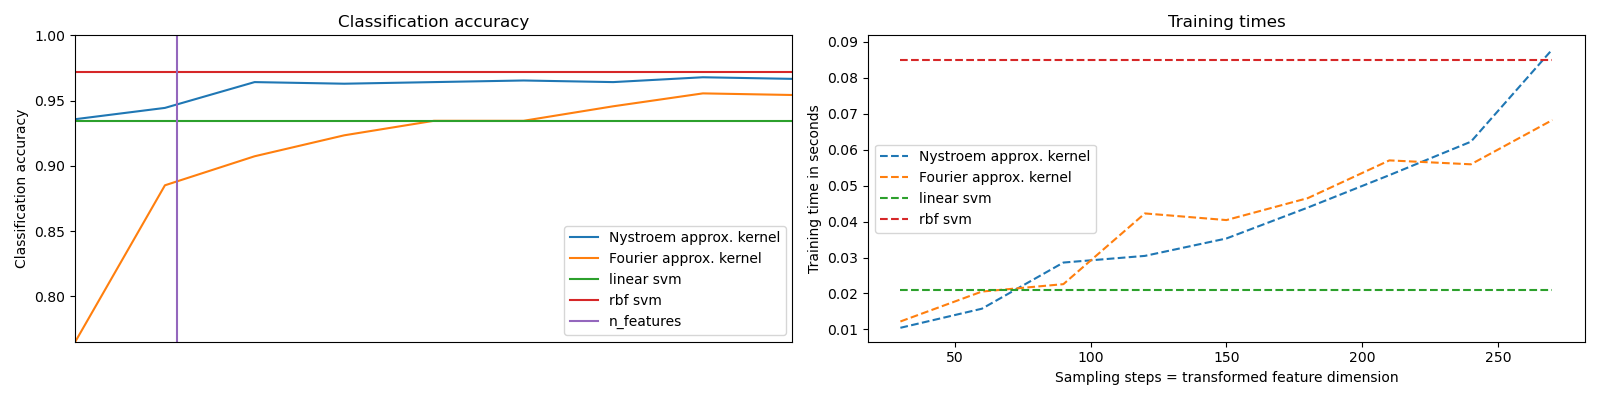 Classification accuracy
1.00
0.95
0.90
0.85
0.80
Classification accuracy
Nystroem approx. kernel
Fourier approx. kernel
linear svm
rbf svm
n_features
Training times
0.09
0.08
0.07
0.06
0.05
0.04
0.03
0.02
0.01
Training time in seconds
Nystroem approx. kernel
Fourier approx. kernel
linear svm
rbf svm
50
100
150
200
250
Sampling steps = transformed feature dimension